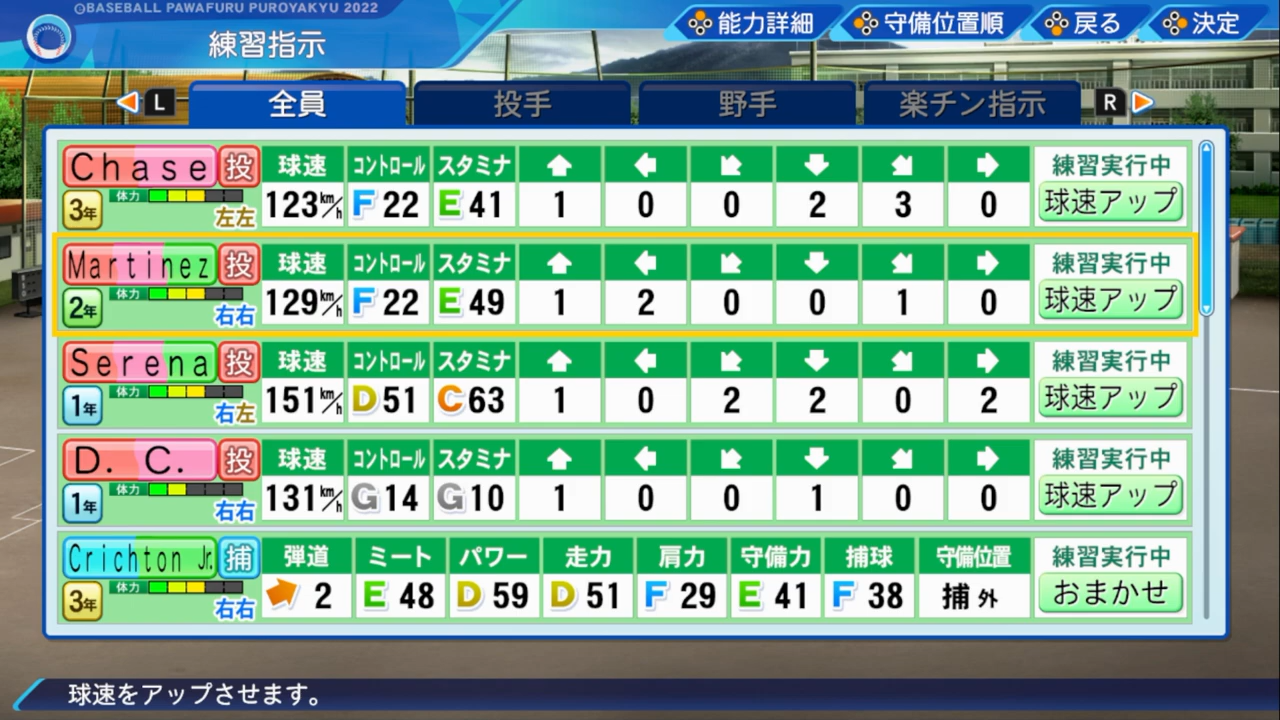 ©BASEBALL PAWAFURU PUROYAKYU 2022
練習指示
能力詳細 守備位置順 戻る 決定
L 全員 投手 野手 楽チン指示 R
Chase 投 球速 コントロール スタミナ 練習実行中
3年 体力 左左 123km/h F 22 E 41 1 0 0 2 3 0 球速アップ
Martinez 投 球速 コントロール スタミナ 練習実行中
2年 体力 右右 129km/h F 22 E 49 1 2 0 0 1 0 球速アップ
Serena 投 球速 コントロール スタミナ 練習実行中
1年 体力 右左 151km/h D 51 C 63 1 0 2 2 0 2 球速アップ
D. C. 投 球速 コントロール スタミナ 練習実行中
1年 体力 右右 131km/h G 14 G 10 1 0 0 1 0 0 球速アップ
Crichton Jr. 捕 弾道 ミート パワー 走力 肩力 守備力 捕球 守備位置 練習実行中
3年 体力 右右 2 E 48 D 59 D 51 F 29 E 41 F 38 捕 外 おまかせ
球速をアップさせます。